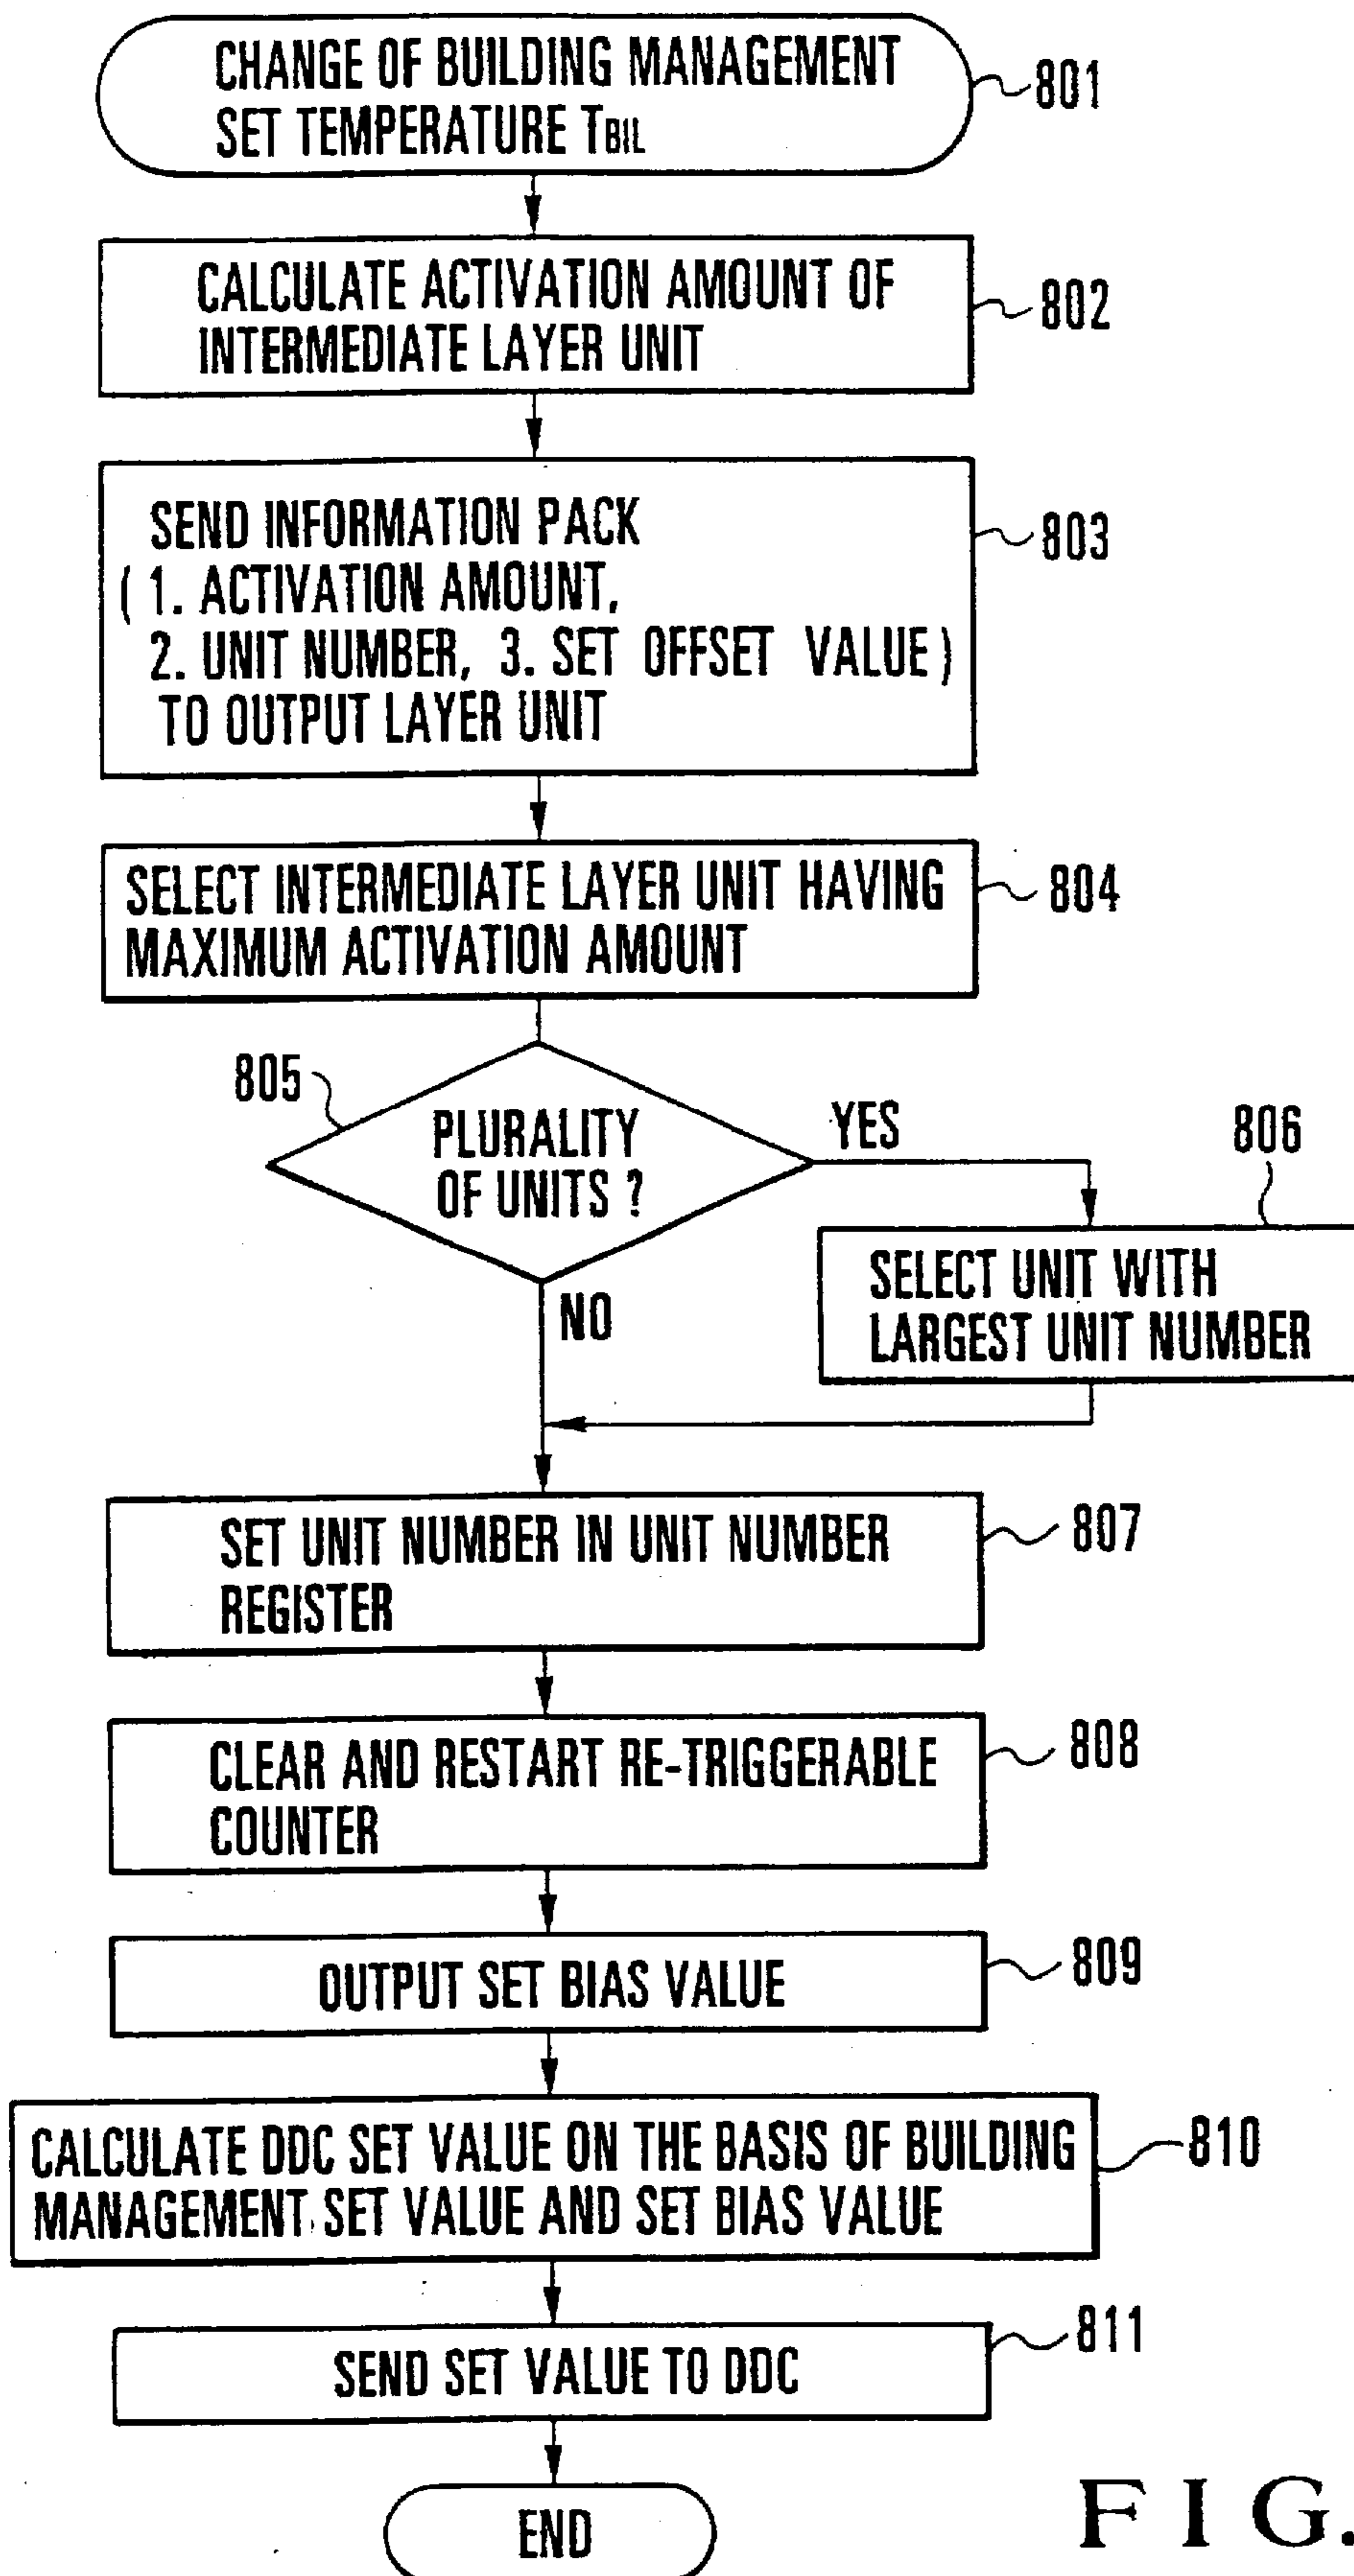 CHANGE OF BUILDING MANAGEMENT
SET TEMPERATURE TBIL
801
CALCULATE ACTIVATION AMOUNT OF
INTERMEDIATE LAYER UNIT
802
SEND INFORMATION PACK
( 1. ACTIVATION AMOUNT,
2. UNIT NUMBER, 3. SET OFFSET VALUE )
TO OUTPUT LAYER UNIT
803
SELECT INTERMEDIATE LAYER UNIT HAVING
MAXIMUM ACTIVATION AMOUNT
804
805
PLURALITY
OF UNITS ?
YES
NO
806
SELECT UNIT WITH
LARGEST UNIT NUMBER
SET UNIT NUMBER IN UNIT NUMBER
REGISTER
807
CLEAR AND RESTART RE-TRIGGERABLE
COUNTER
808
OUTPUT SET BIAS VALUE
809
CALCULATE DDC SET VALUE ON THE BASIS OF BUILDING
MANAGEMENT SET VALUE AND SET BIAS VALUE
810
SEND SET VALUE TO DDC
811
END
FIG.